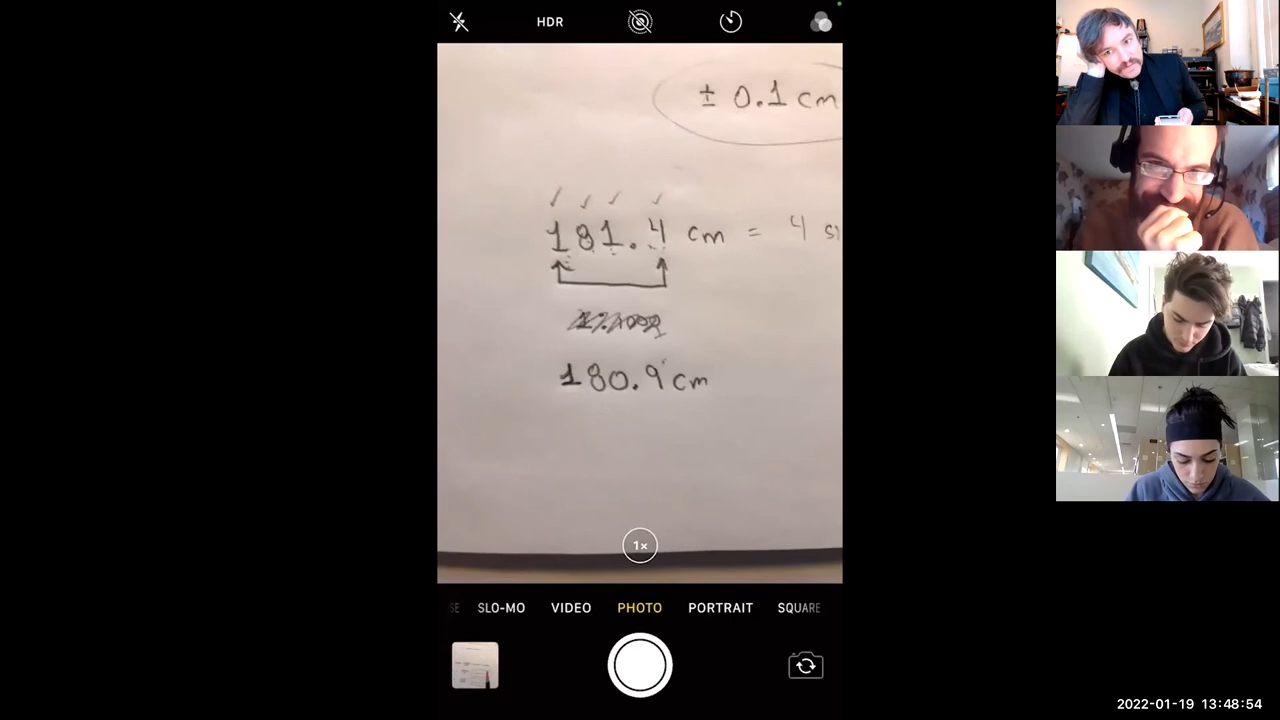 HDR
± 0.1 cm
181.4 cm = 4
180.9 cm
1×
SLO-MO VIDEO PHOTO PORTRAIT SQUARE
2022-01-19 13:48:54